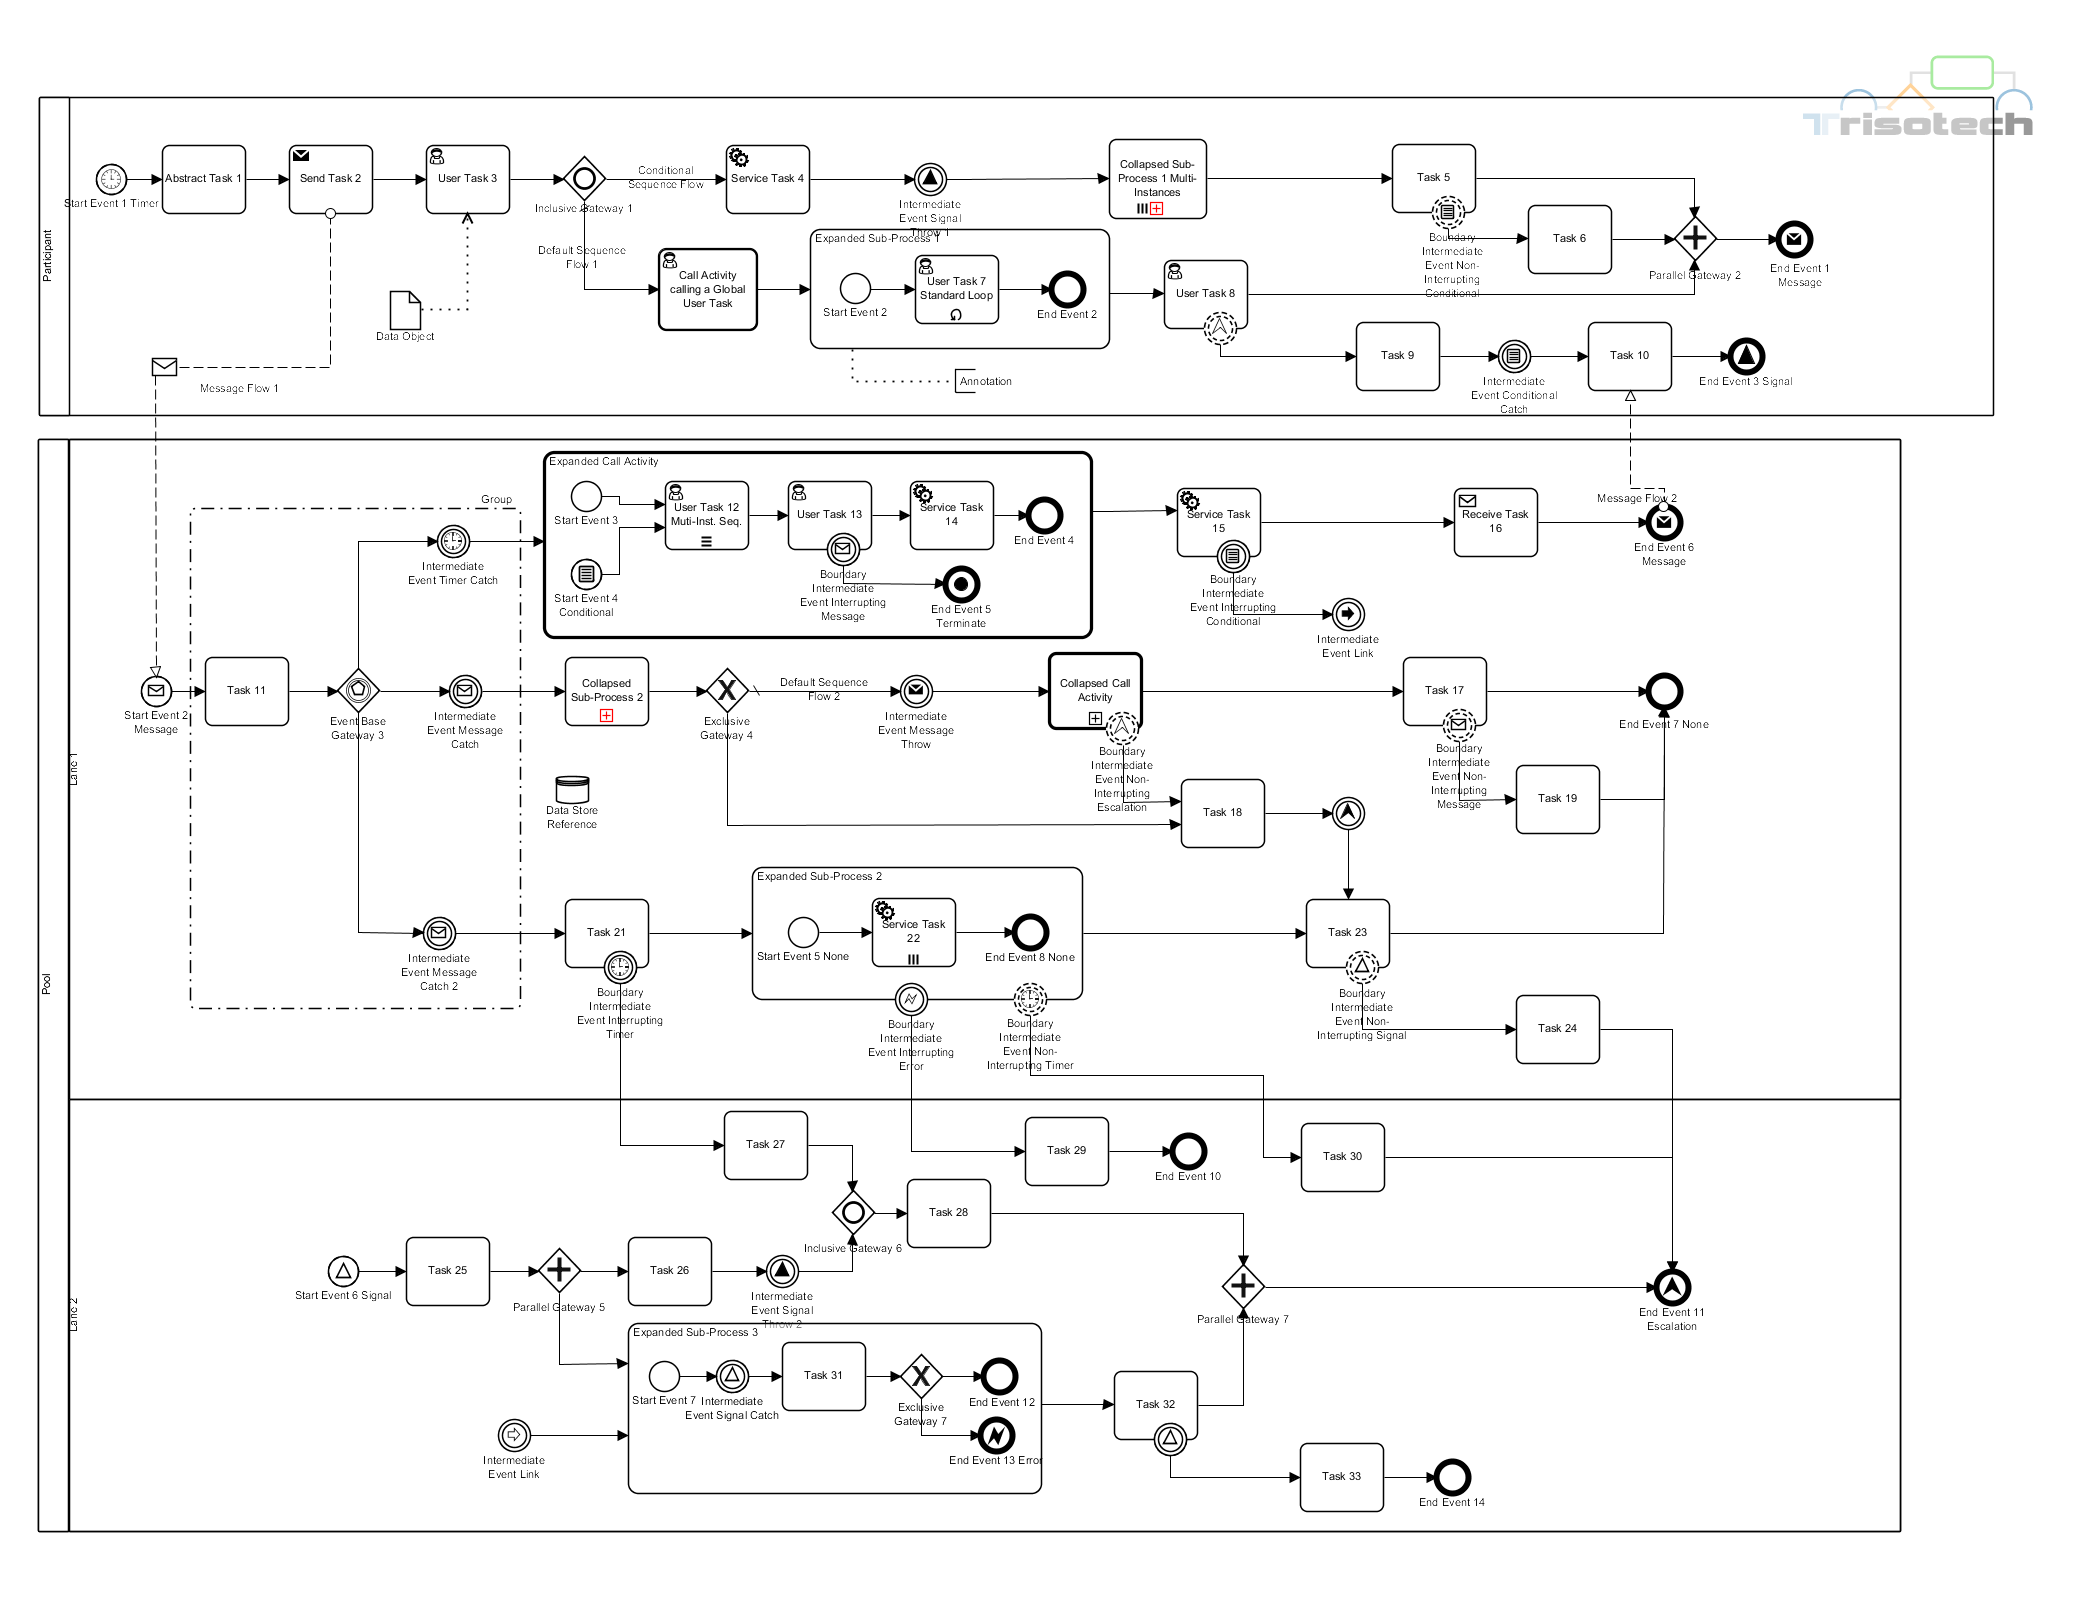 Trisotech
Participant
Start Event 1 Timer
Abstract Task 1
Send Task 2
User Task 3
Inclusive Gateway 1
Conditional
Sequence Flow
Service Task 4
Intermediate
Event Signal
Throw 1
Collapsed Sub-
Process 1 Multi-
Instances
Task 5
Boundary
Intermediate
Event Non-
Interrupting
Conditional
Task 6
Parallel Gateway 2
End Event 1
Message
Default Sequence
Flow 1
Call Activity
calling a Global
User Task
Expanded Sub-Process 1
Start Event 2
User Task 7
Standard Loop
End Event 2
User Task 8
Data Object
Message Flow 1
Annotation
Task 9
Intermediate
Event Conditional
Catch
Task 10
End Event 3 Signal
Pool
Lane 1
Group
Expanded Call Activity
Start Event 3
Start Event 4
Conditional
User Task 12
Muti-Inst. Seq.
User Task 13
Boundary
Intermediate
Event Interrupting
Message
Service Task
14
End Event 4
End Event 5
Terminate
Service Task
15
Boundary
Intermediate
Event Interrupting
Conditional
Intermediate
Event Link
Receive Task
16
Message Flow 2
End Event 6
Message
Intermediate
Event Timer Catch
Start Event 2
Message
Task 11
Event Base
Gateway 3
Intermediate
Event Message
Catch
Collapsed
Sub-Process 2
Exclusive
Gateway 4
Default Sequence
Flow 2
Intermediate
Event Message
Throw
Collapsed Call
Activity
Boundary
Intermediate
Event Non-
Interrupting
Escalation
Task 17
Boundary
Intermediate
Event Non-
Interrupting
Message
End Event 7 None
Data Store
Reference
Task 18
Task 19
Intermediate
Event Message
Catch 2
Task 21
Boundary
Intermediate
Event Interrupting
Timer
Expanded Sub-Process 2
Start Event 5 None
Service Task
22
End Event 8 None
Boundary
Intermediate
Event Interrupting
Error
Boundary
Intermediate
Event Non-
Interrupting Timer
Task 23
Boundary
Intermediate
Event Non-
Interrupting Signal
Task 24
Lane 2
Task 27
Task 29
End Event 10
Task 30
Inclusive Gateway 6
Task 28
Start Event 6 Signal
Task 25
Parallel Gateway 5
Task 26
Intermediate
Event Signal
Throw 2
Parallel Gateway 7
End Event 11
Escalation
Expanded Sub-Process 3
Start Event 7
Intermediate
Event Signal Catch
Task 31
Exclusive
Gateway 7
End Event 12
End Event 13 Error
Intermediate
Event Link
Task 32
Task 33
End Event 14